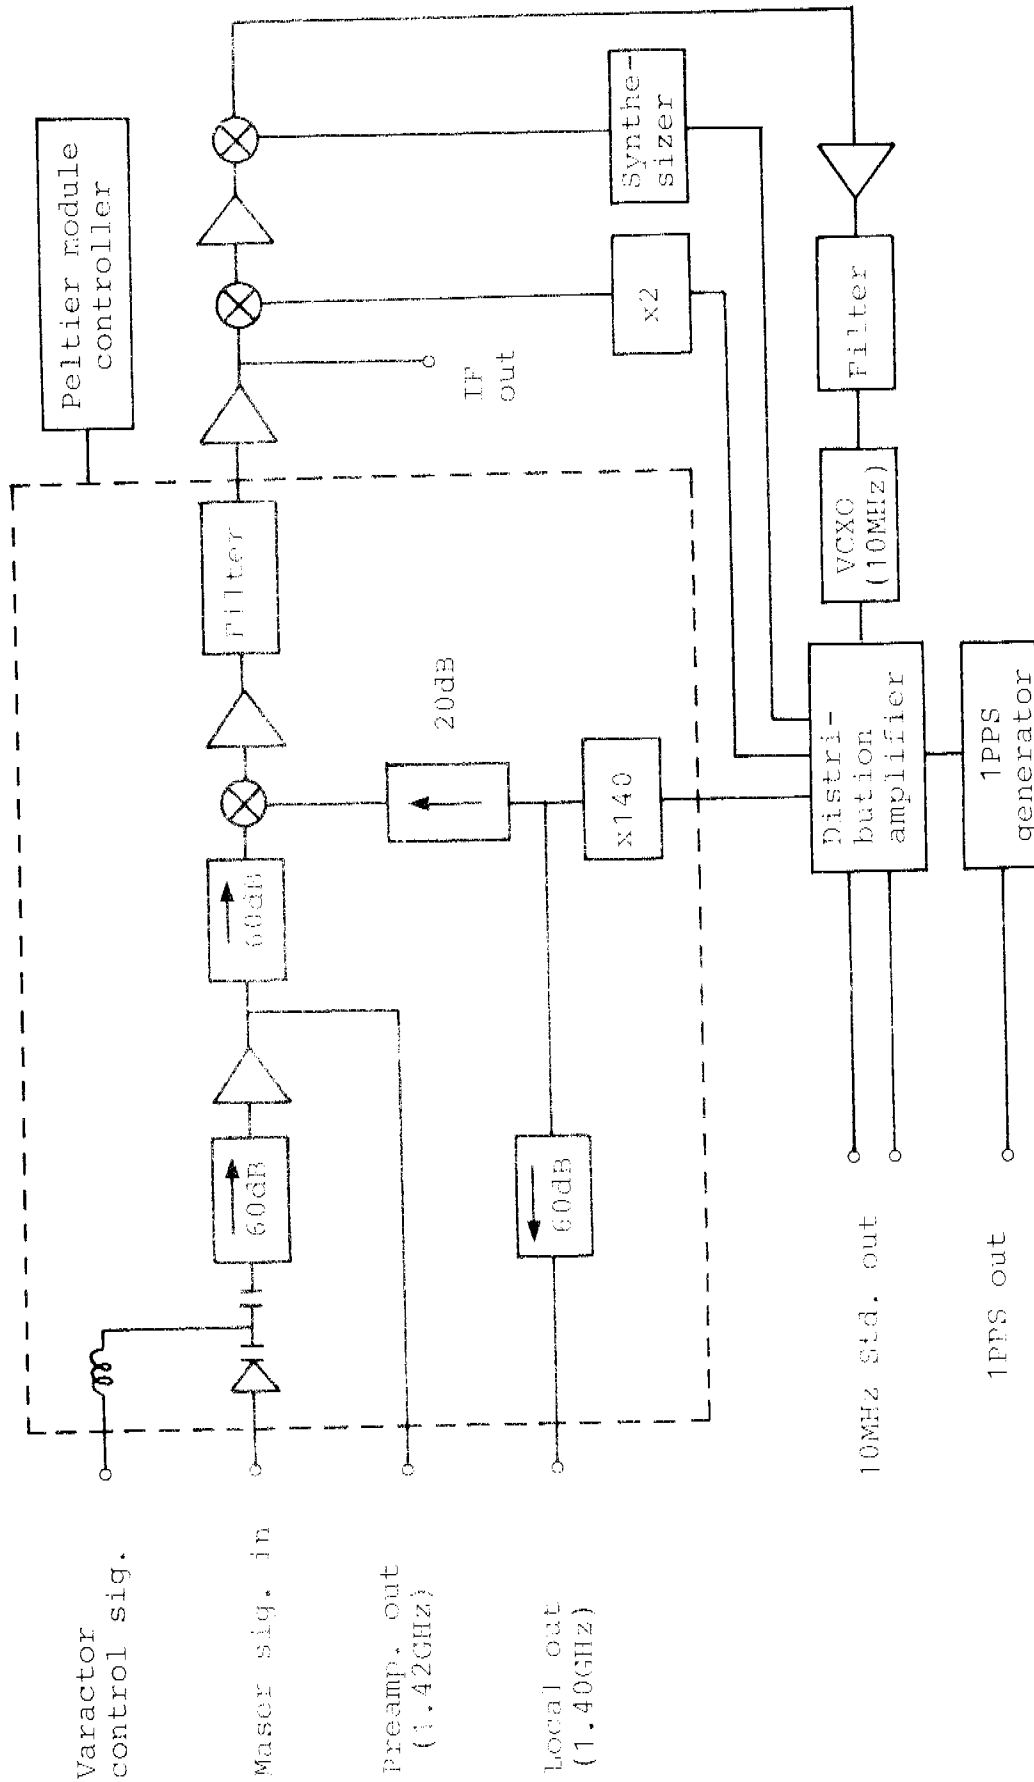 Varactor
control sig.
Maser sig. in
Preamp. out
(1.42GHz)
Local out
(1.40GHz)
60dB
60dB
60dB
20dB
x140
Filter
IF
out
Peltier module
controller
x2
Synthe-
sizer
Filter
VCXO
(10MHz)
Distri-
bution
amplifier
1PPS
generator
10MHz Std. out
1PPS out